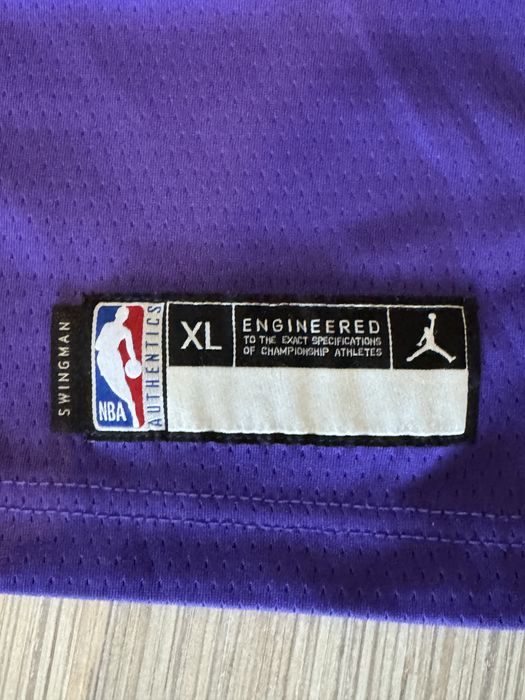 SWINGMAN
NBA
AUTHENTICS
XL
ENGINEERED
TO THE EXACT SPECIFICATIONS
OF CHAMPIONSHIP ATHLETES